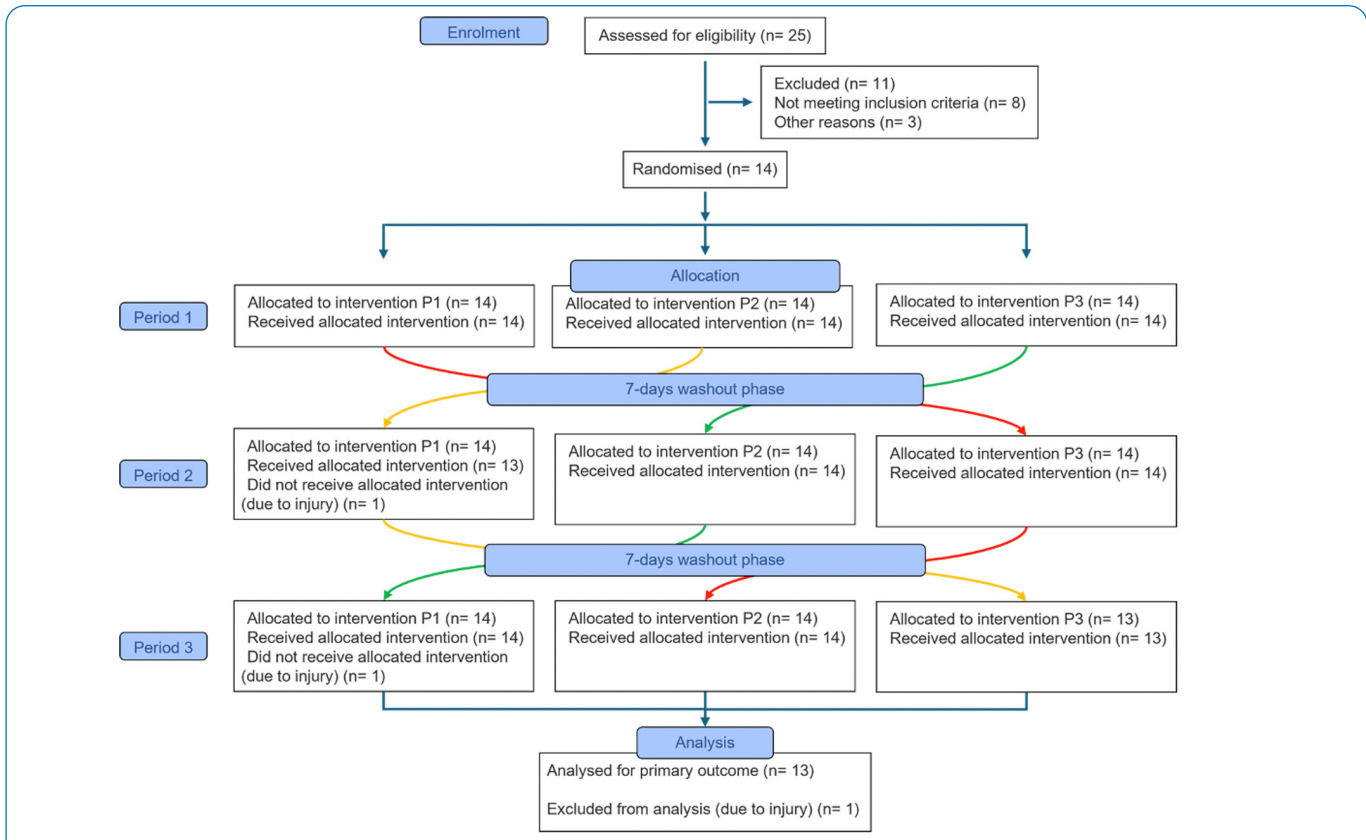 Enrolment
Assessed for eligibility (n= 25)
Excluded (n= 11)
Not meeting inclusion criteria (n= 8)
Other reasons (n= 3)
Randomised (n= 14)
Allocation
Period 1
Allocated to intervention P1 (n= 14)
Received allocated intervention (n= 14)
Allocated to intervention P2 (n= 14)
Received allocated intervention (n= 14)
Allocated to intervention P3 (n= 14)
Received allocated intervention (n= 14)
7-days washout phase
Period 2
Allocated to intervention P1 (n= 14)
Received allocated intervention (n= 13)
Did not receive allocated intervention
(due to injury) (n= 1)
Allocated to intervention P2 (n= 14)
Received allocated intervention (n= 14)
Allocated to intervention P3 (n= 14)
Received allocated intervention (n= 14)
7-days washout phase
Period 3
Allocated to intervention P1 (n= 14)
Received allocated intervention (n= 14)
Did not receive allocated intervention
(due to injury) (n= 1)
Allocated to intervention P2 (n= 14)
Received allocated intervention (n= 14)
Allocated to intervention P3 (n= 13)
Received allocated intervention (n= 13)
Analysis
Analysed for primary outcome (n= 13)
Excluded from analysis (due to injury) (n= 1)